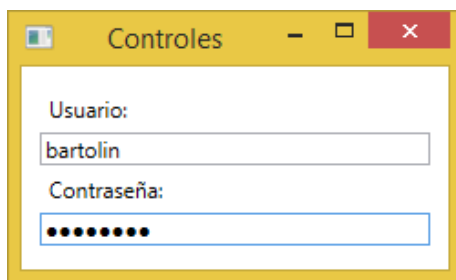 Controles
Usuario:
bartolin
Contraseña:
●●●●●●●●